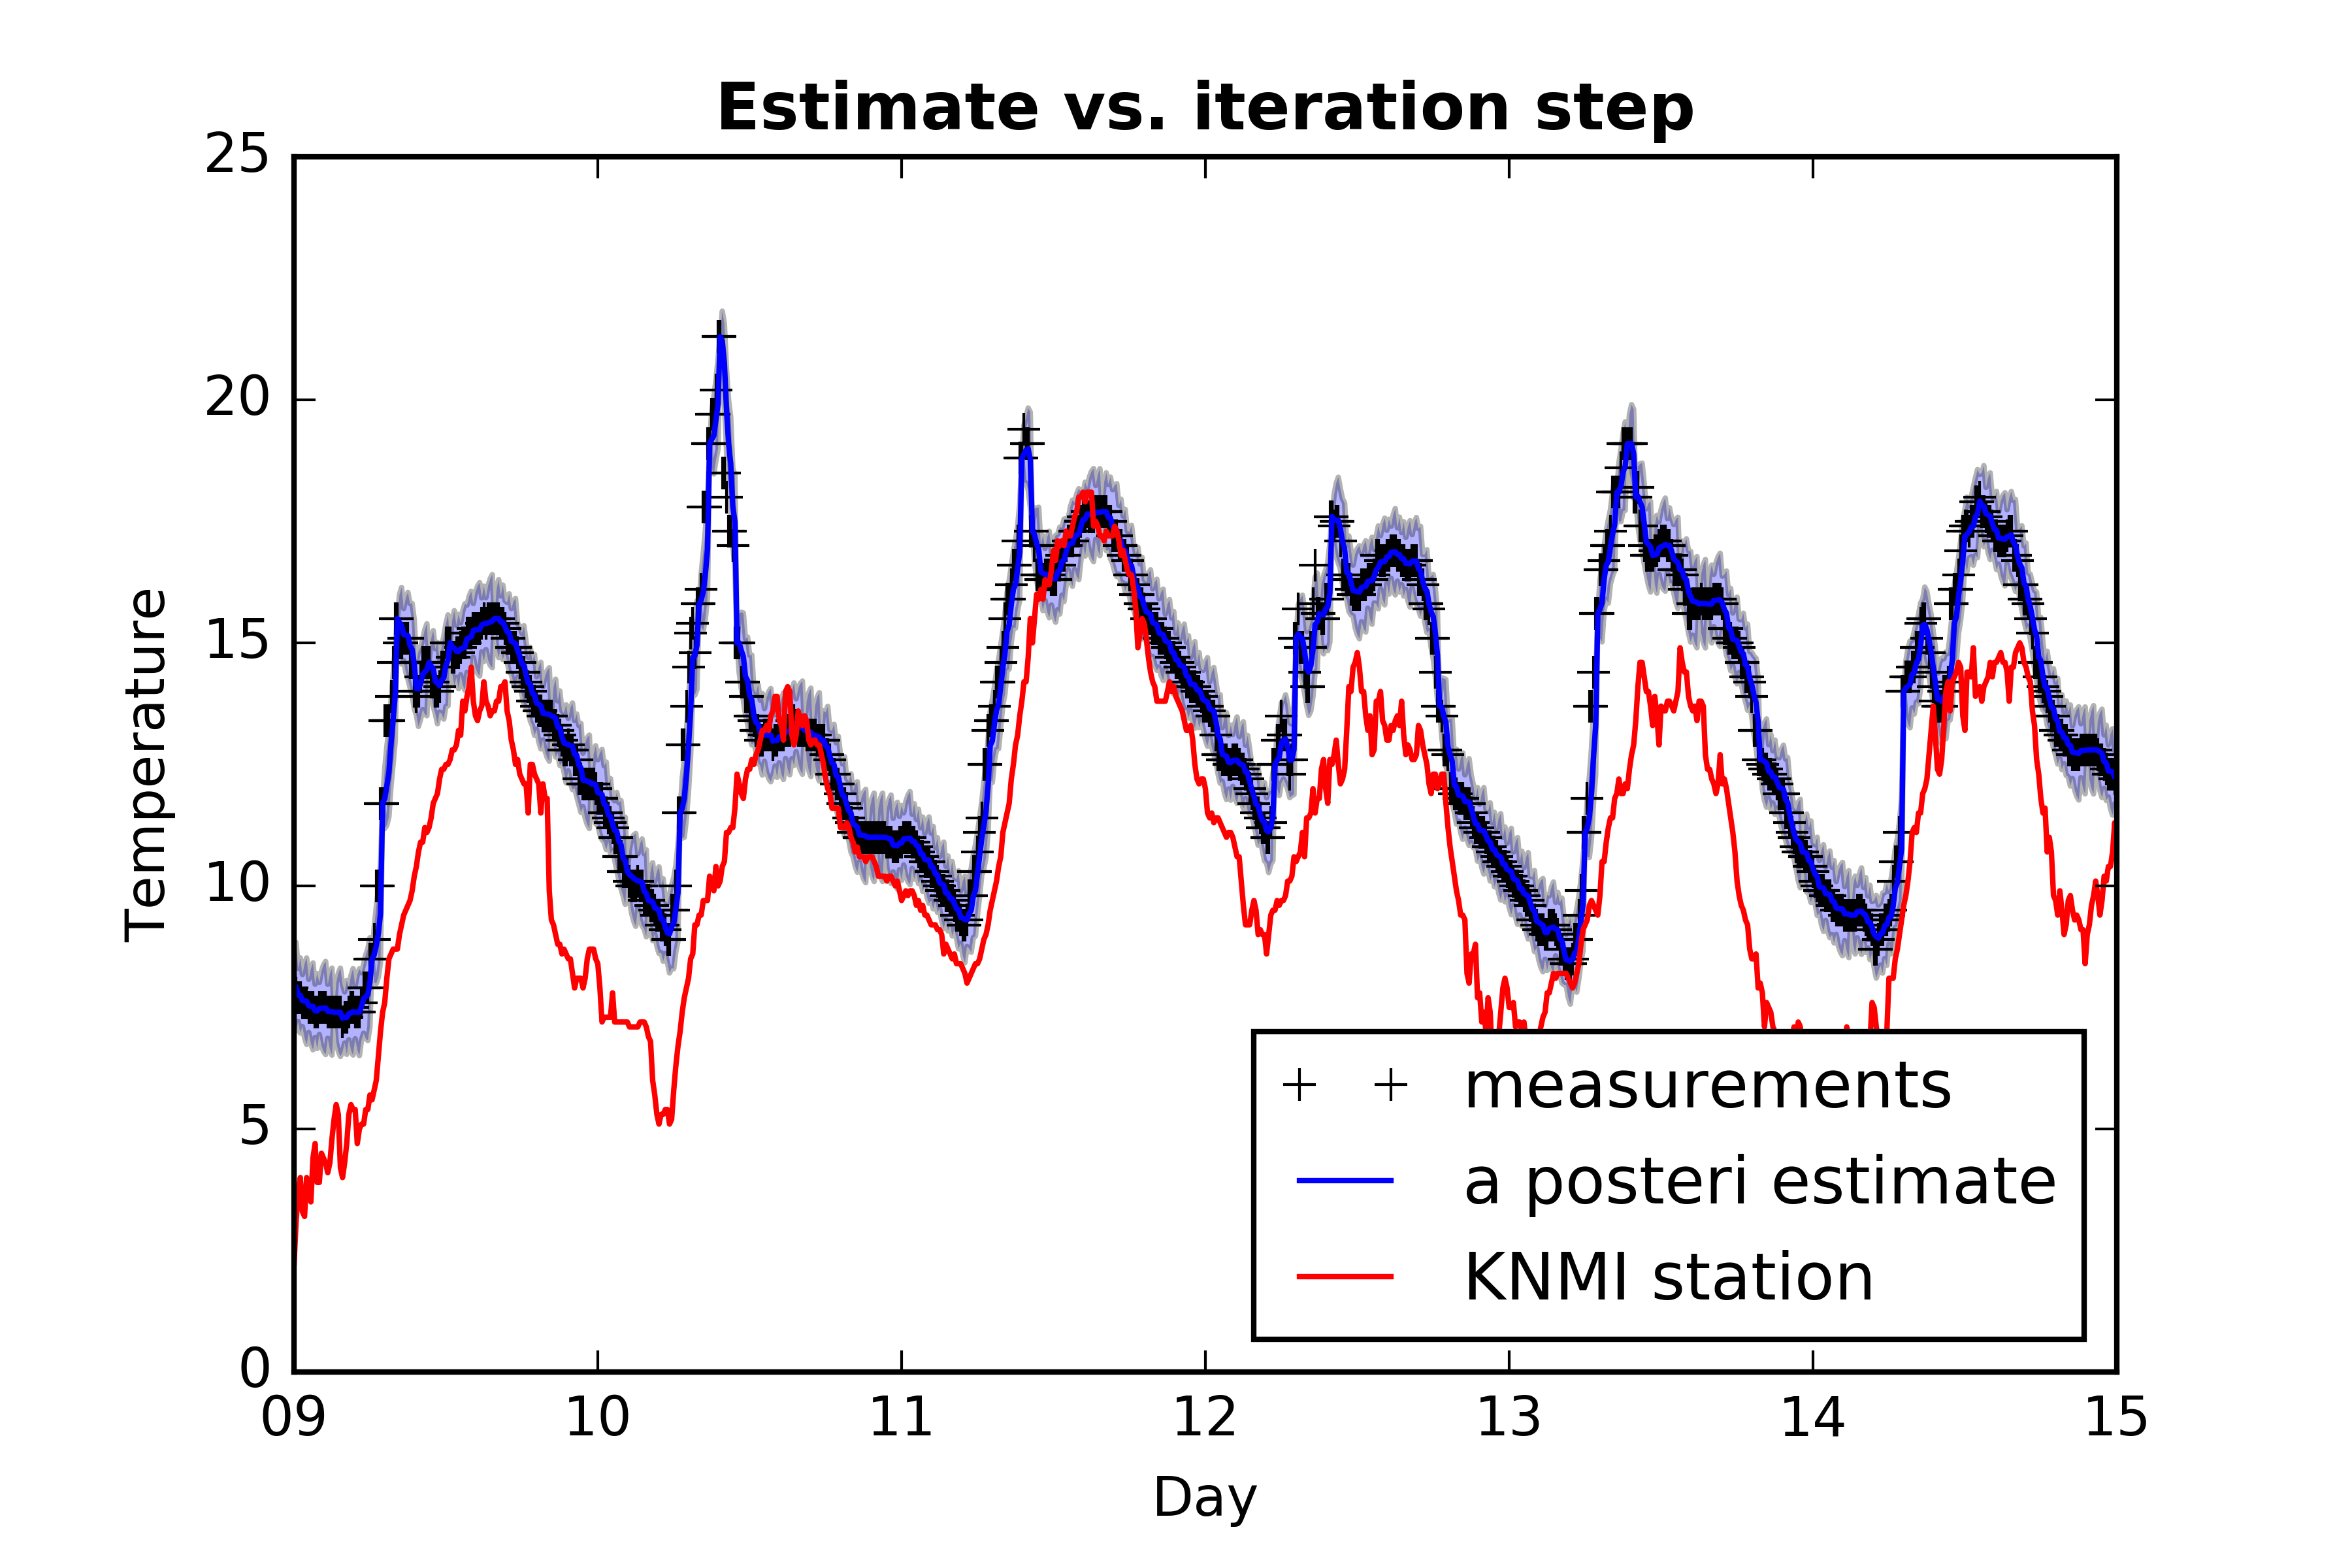 Estimate vs. iteration step
25
20
15
10
5
0
Temperature
09 10 11 12 13 14 15
Day
measurements
a posteri estimate
KNMI station